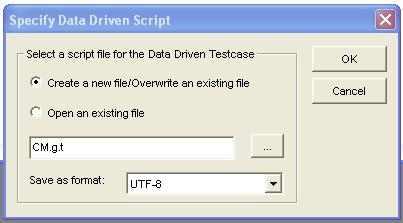 Specify Data Driven Script
Select a script file for the Data Driven Testcase
OK
Create a new file/Overwrite an existing file
Cancel
Open an existing file
CM.g.t
...
Save as format:
UTF-8